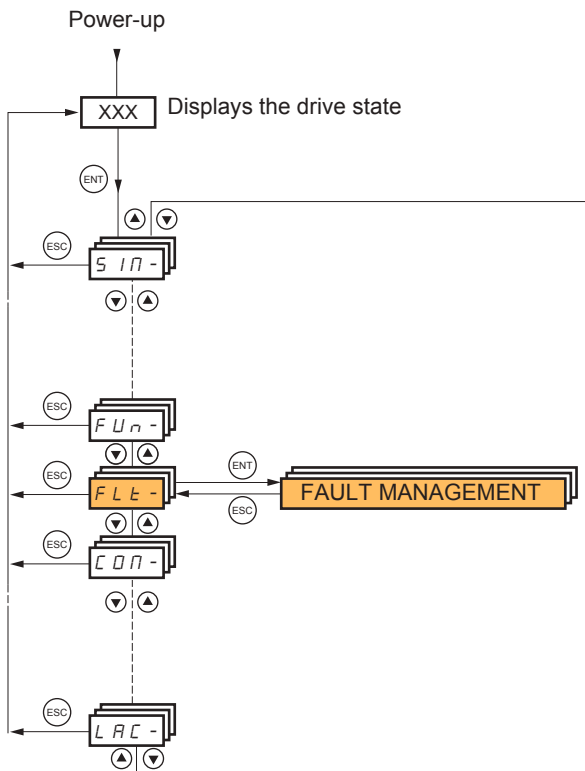 Power-up
XXX Displays the drive state
ENT
ESC
SIM-
ESC
FUn-
ESC
FLt-
ENT
ESC
FAULT MANAGEMENT
ESC
COM-
ESC
LAC-